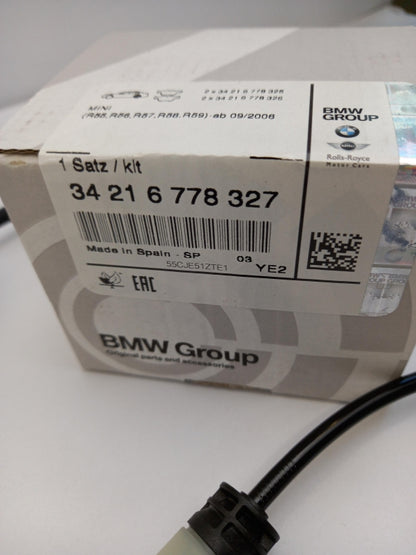 2 x 34 21 6 778 328
2 x 34 21 6 778 326
MINI
(R55, R56, R57, R58, R59) - ab 09/2006
BMW
GROUP
Rolls-Royce
Motor Cars
1 Satz / kit
34 21 6 778 327
Made in Spain - SP
03
55CJE51ZTE1
YE2
EAC
BMW Group
Original parts and accessories